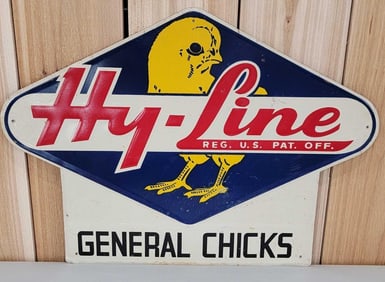 Hy-Line
REG. U.S. PAT. OFF.
GENERAL CHICKS